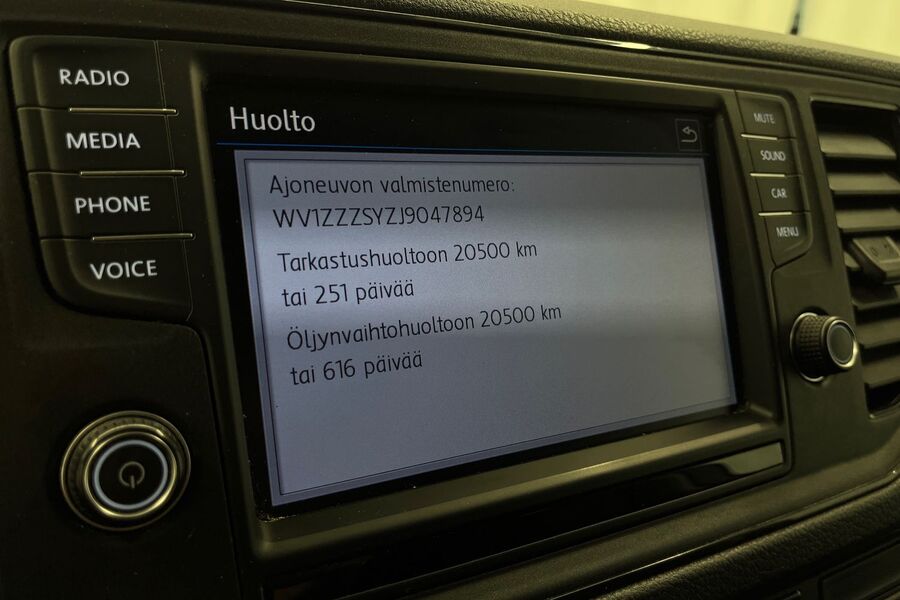 RADIO
MEDIA
PHONE
VOICE
Huolto
Ajoneuvon valmistenumero:
WV1ZZZSYZJ9047894
Tarkastushuoltoon 20500 km
tai 251 päivää
Öljynvaihtohuoltoon 20500 km
tai 616 päivää
MUTE
SOUND
CAR
MENU